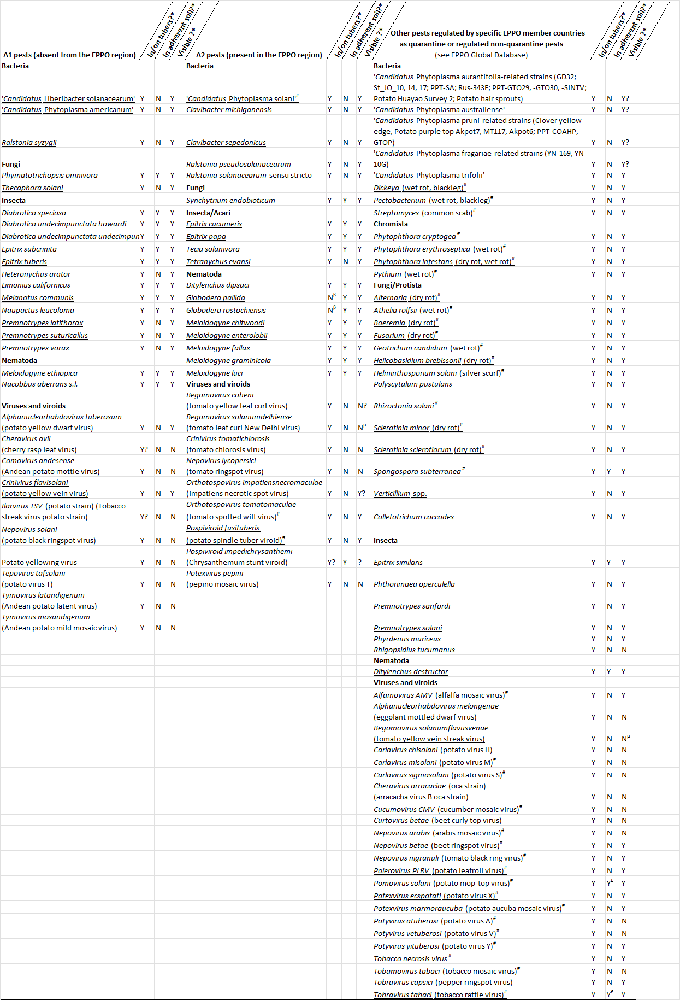 A1 pests (absent from the EPPO region)
In/on tubers?*
In adherent soil?*
Visible ?*
Bacteria
'Candidatus Liberibacter solanacearum' Y N Y
'Candidatus Phytoplasma americanum' Y N Y
Ralstonia syzygii Y N Y
Fungi
Phymatotrichopsis omnivora Y Y Y
Thecaphora solani Y N Y
Insecta
Diabrotica speciosa Y Y Y
Diabrotica undecimpunctata howardi Y Y Y
Diabrotica undecimpunctata undecimpun Y Y Y
Epitrix subcrinita Y Y Y
Epitrix tuberis Y Y Y
Heteronychus arator Y N Y
Limonius californicus Y Y Y
Melanotus communis Y Y Y
Naupactus leucoloma Y Y Y
Premnotrypes latithorax Y N Y
Premnotrypes suturicallus Y N Y
Premnotrypes vorax Y N Y
Nematoda
Meloidogyne ethiopica Y Y Y
Nacobbus aberrans s.l. Y Y Y
Viruses and viroids
Alphanucleorhabdovirus tuberosum
(potato yellow dwarf virus) Y N Y
Cheravirus avii
(cherry rasp leaf virus) Y? N N
Comovirus andesense
(Andean potato mottle virus) Y N N
Crinivirus flavisolani
(potato yellow vein virus) Y N Y
Ilarvirus TSV (potato strain) (Tobacco
streak virus potato strain) Y? N N
Nepovirus solani
(potato black ringspot virus) Y N N
Potato yellowing virus Y N N
Tepovirus tafsolani
(potato virus T) Y N N
Tymovirus latandigenum
(Andean potato latent virus) Y N N
Tymovirus mosandigenum
(Andean potato mild mosaic virus) Y N N
A2 pests (present in the EPPO region)
In/on tubers?*
In adherent soil?*
Visible ?*
Bacteria
'Candidatus Phytoplasma solani'# Y N Y
Clavibacter michiganensis Y N Y
Clavibacter sepedonicus Y N Y
Ralstonia pseudosolanacearum Y N Y
Ralstonia solanacearum sensu stricto Y N Y
Fungi
Synchytrium endobioticum Y Y Y
Insecta/Acari
Epitrix cucumeris Y Y Y
Epitrix papa Y Y Y
Tecia solanivora Y Y Y
Tetranychus evansi Y N Y
Nematoda
Ditylenchus dipsaci Y Y Y
Globodera pallida Nβ Y Y
Globodera rostochiensis Nβ Y Y
Meloidogyne chitwoodi Y Y Y
Meloidogyne enterolobii Y Y Y
Meloidogyne fallax Y Y Y
Meloidogyne graminicola Y Y Y
Meloidogyne luci Y Y Y
Viruses and viroids
Begomovirus coheni
(tomato yellow leaf curl virus) Y N N?
Begomovirus solanumdelhiense
(tomato leaf curl New Delhi virus) Y N Nµ
Crinivirus tomatichlorosis
(tomato chlorosis virus) Y N N
Nepovirus lycopersici
(tomato ringspot virus) Y N N
Orthotospovirus impatiensnecromaculae
(impatiens necrotic spot virus) Y N Y?
Orthotospovirus tomatomaculae
(tomato spotted wilt virus)# Y N Y
Pospiviroid fusituberis
(potato spindle tuber viroid)# Y N Y
Pospiviroid impedichrysanthemi
(Chrysanthemum stunt viroid) Y? Y ?
Potexvirus pepini
(pepino mosaic virus) Y N N
Other pests regulated by specific EPPO member countries
as quarantine or regulated non-quarantine pests
(see EPPO Global Database)
In/on tubers?*
In adherent soil?*
Visible ?*
Bacteria
'Candidatus Phytoplasma aurantifolia-related strains (GD32;
St_JO_10, 14, 17; PPT-SA; Rus-343F; PPT-GTO29, -GTO30, -SINTV;
Potato Huayao Survey 2; Potato hair sprouts) Y N Y?
'Candidatus Phytoplasma australiense' Y N Y?
'Candidatus Phytoplasma pruni-related strains (Clover yellow
edge, Potato purple top Akpot7, MT117, Akpot6; PPT-COAHP, -
GTOP) Y N Y?
'Candidatus Phytoplasma fragariae-related strains (YN-169, YN-
10G) Y N Y?
'Candidatus Phytoplasma trifolii' Y N Y
Dickeya (wet rot, blackleg)# Y N Y
Pectobacterium (wet rot, blackleg)# Y N Y
Streptomyces (common scab)# Y N Y
Chromista
Phytophthora cryptogea# Y N Y
Phytophthora erythroseptica (wet rot)# Y N Y
Phytophthora infestans (dry rot, wet rot)# Y N Y
Pythium (wet rot)# Y N Y
Fungi/Protista
Alternaria (dry rot)# Y N Y
Athelia rolfsii (wet rot)# Y N Y
Boeremia (dry rot)# Y N Y
Fusarium (dry rot)# Y N Y
Geotrichum candidum (wet rot)# Y N Y
Helicobasidium brebissonii (dry rot)# Y N Y
Helminthosporium solani (silver scurf)# Y N Y
Polyscytalum pustulans Y N Y
Rhizoctonia solani# Y N Y
Sclerotinia minor (dry rot)# Y N Y
Sclerotinia sclerotiorum (dry rot)# Y N Y
Spongospora subterranea# Y Y Y
Verticillium spp. Y N Y
Colletotrichum coccodes Y N Y
Insecta
Epitrix similaris Y Y Y
Phthorimaea operculella Y N Y
Premnotrypes sanfordi Y N Y
Premnotrypes solani Y N Y
Phyrdenus muriceus Y N Y
Rhigopsidius tucumanus Y N N
Nematoda
Ditylenchus destructor Y Y Y
Viruses and viroids
Alfamovirus AMV (alfalfa mosaic virus)# Y N Y
Alphanucleorhabdovirus melongenae
(eggplant mottled dwarf virus) Y N N
Begomovirus solanumflavusvenae
(tomato yellow vein streak virus) Y N Nµ
Carlavirus chisolani (potato virus H) Y N N
Carlavirus misolani (potato virus M)# Y N N
Carlavirus sigmasolani (potato virus S)# Y N N
Cheravirus arracaciae (oca strain)
(arracacha virus B oca strain) Y N N
Cucumovirus CMV (cucumber mosaic virus)# Y N N
Curtovirus betae (beet curly top virus) Y N N
Nepovirus arabis (arabis mosaic virus)# Y N N
Nepovirus betae (beet ringspot virus)# Y N Y
Nepovirus nigranuli (tomato black ring virus)# Y N Y
Polerovirus PLRV (potato leafroll virus)# Y N Y
Pomovirus solani (potato mop-top virus)# Y Y£ Y
Potexvirus ecspotati (potato virus X)# Y N Y
Potexvirus marmoraucuba (potato aucuba mosaic virus)# Y N Y
Potyvirus atuberosi (potato virus A)# Y N N
Potyvirus vetuberosi (potato virus V)# Y N N
Potyvirus yituberosi (potato virus Y)# Y N Y
Tobacco necrosis virus# Y N Y
Tobamovirus tabaci (tobacco mosaic virus)# Y N N
Tobravirus capsici (pepper ringspot virus) Y N Y
Tobravirus tabaci (tobacco rattle virus)# Y Y£ Y